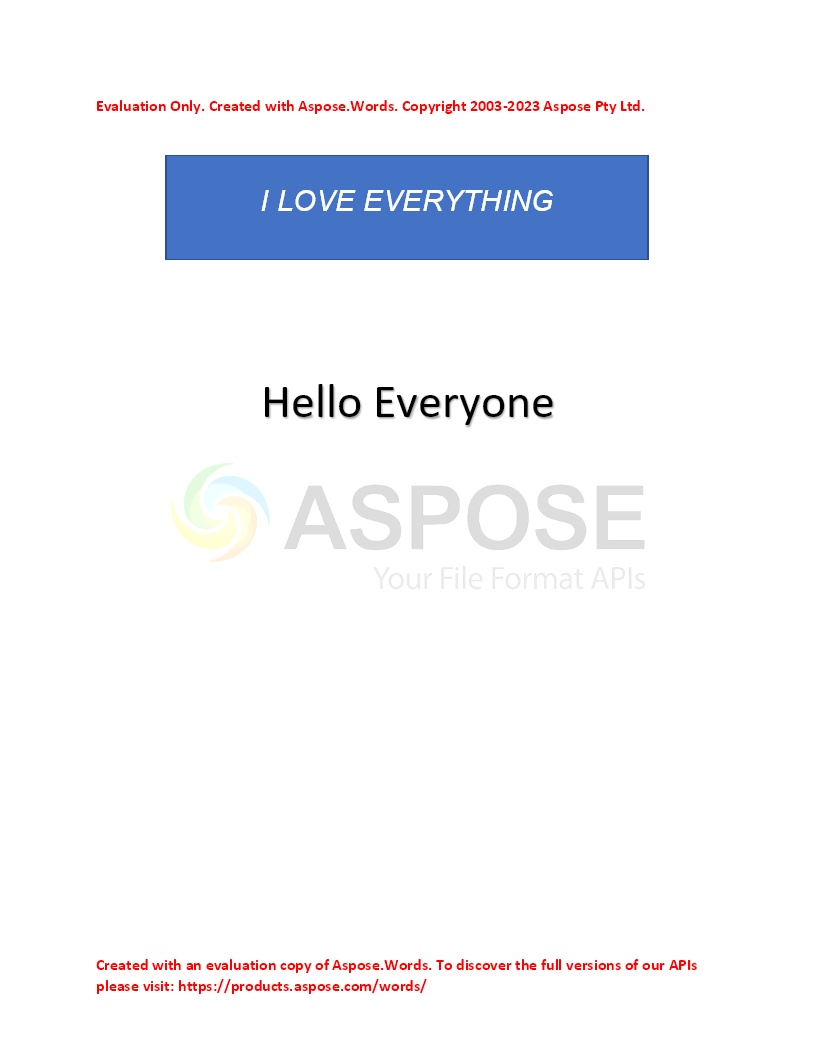 Evaluation Only. Created with Aspose.Words. Copyright 2003-2023 Aspose Pty Ltd.
I LOVE EVERYTHING
Hello Everyone
ASPOSE
Your File Format APIs
Created with an evaluation copy of Aspose.Words. To discover the full versions of our APIs
please visit: https://products.aspose.com/words/